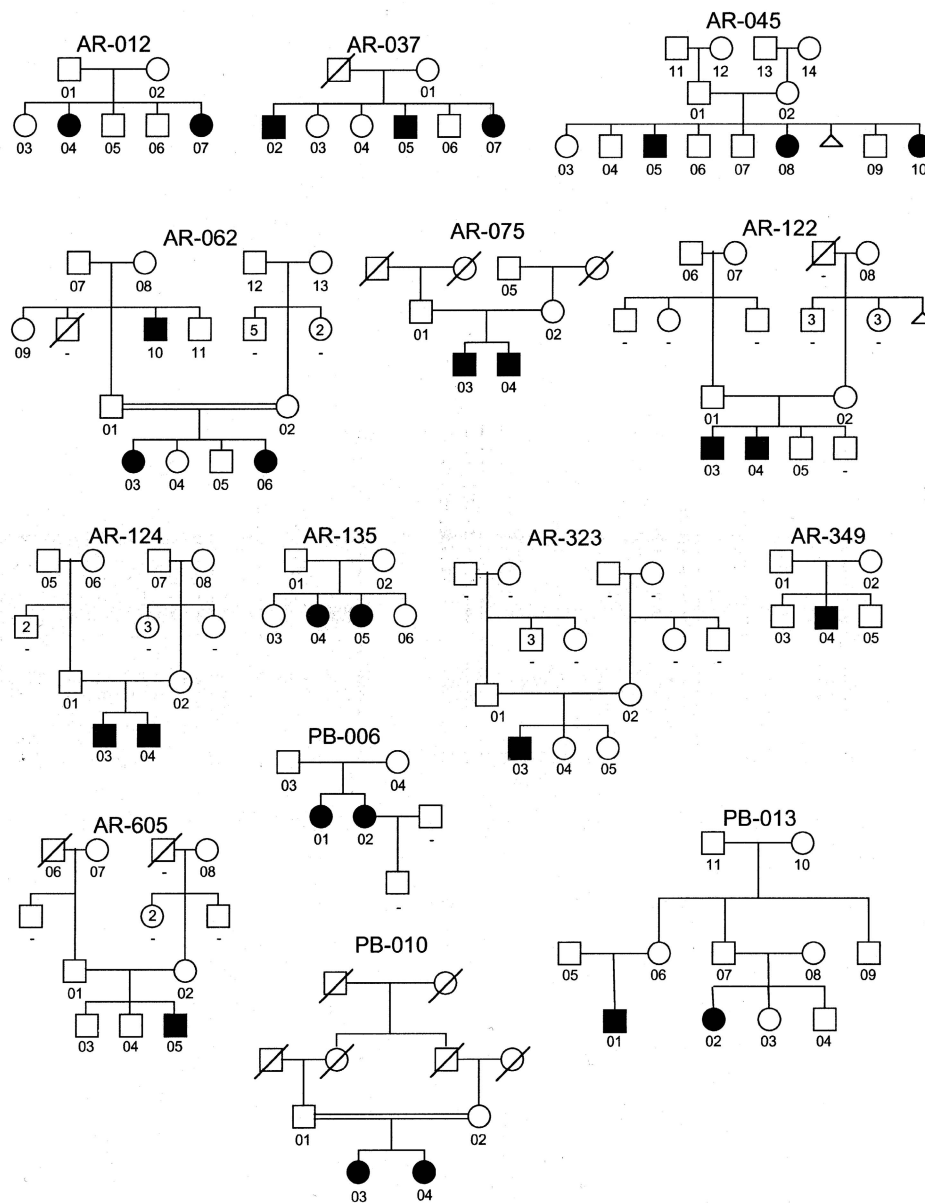 AR-012
01 02
03 04 05 06 07
AR-037
01
02 03 04 05 06 07
AR-045
11 12 13 14
01 02
03 04 05 06 07 08 09 10
AR-062
07 08 12 13
5 2
09 - 10 11 - -
01 02
03 04 05 06
AR-075
05
01 02
03 04
AR-122
06 07 - 08
3 3
- - - - -
01 02
03 04 05 -
AR-124
05 06 07 08
2 3
- - -
01 02
03 04
AR-135
01 02
03 04 05 06
AR-323
- - - -
3
- - - -
01 02
03 04 05
AR-349
01 02
03 04 05
PB-006
03 04
01 02 -
-
AR-605
06 07 - 08
2
- - -
01 02
03 04 05
PB-010
01 02
03 04
PB-013
11 10
05 06 07 08 09
01 02 03 04